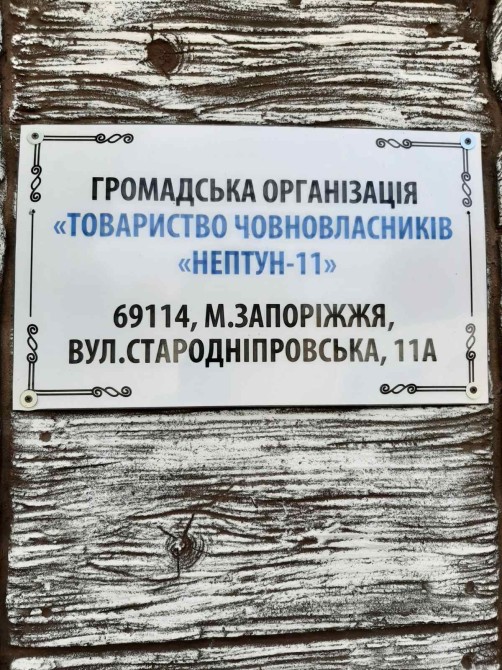 ГРОМАДСЬКА ОРГАНІЗАЦІЯ
«ТОВАРИСТВО ЧОВНОВЛАСНИКІВ
«НЕПТУН-11»
69114, М.ЗАПОРІЖЖЯ,
ВУЛ.СТАРОДНІПРОВСЬКА, 11А